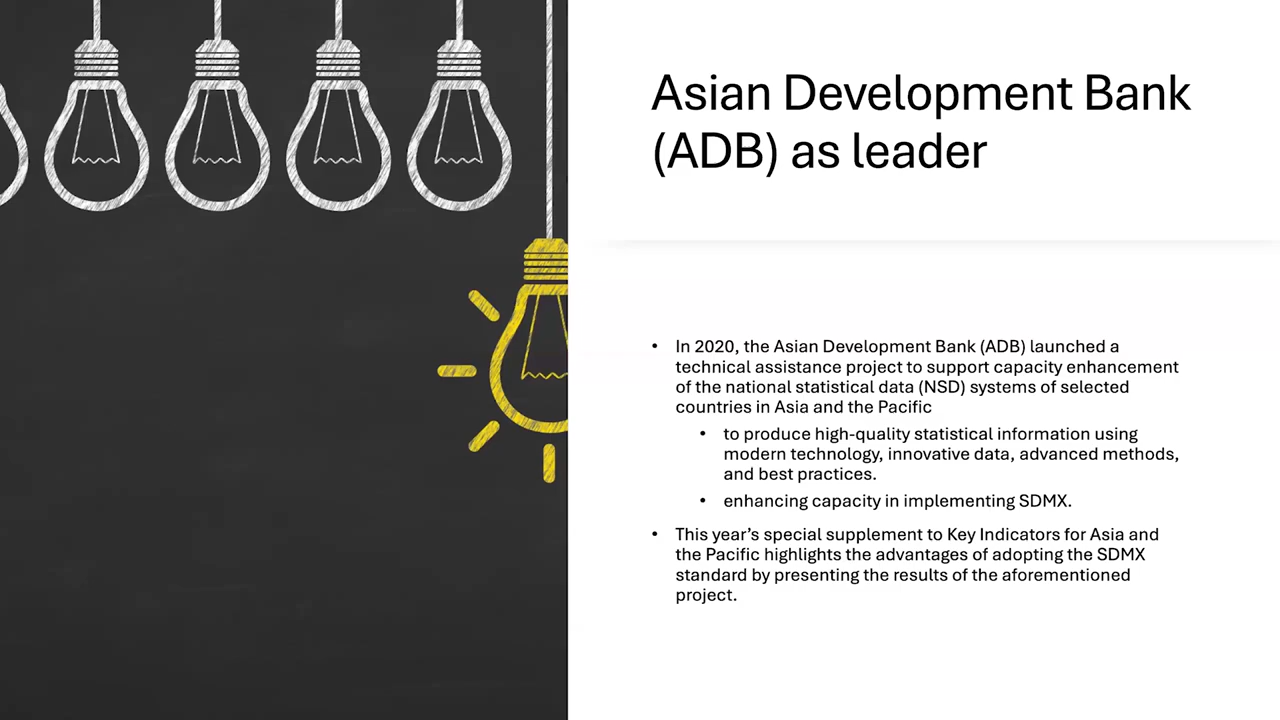 Asian Development Bank
(ADB) as leader
• In 2020, the Asian Development Bank (ADB) launched a
technical assistance project to support capacity enhancement
of the national statistical data (NSD) systems of selected
countries in Asia and the Pacific
• to produce high-quality statistical information using
modern technology, innovative data, advanced methods,
and best practices.
• enhancing capacity in implementing SDMX.
• This year’s special supplement to Key Indicators for Asia and
the Pacific highlights the advantages of adopting the SDMX
standard by presenting the results of the aforementioned
project.